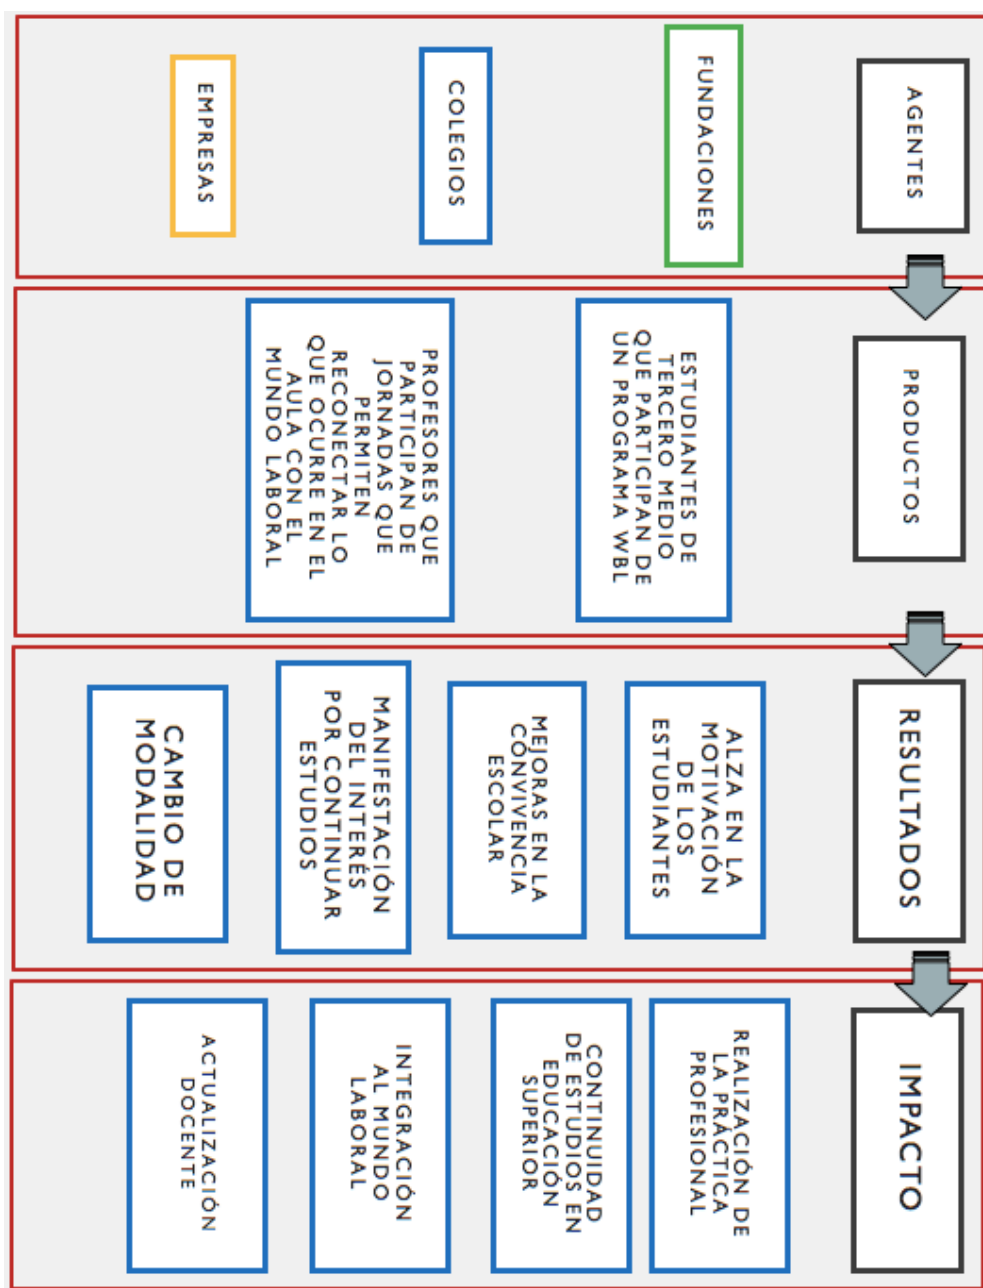 AGENTES
FUNDACIONES
COLEGIOS
EMPRESAS
PRODUCTOS
ESTUDIANTES DE
TERCERO MEDIO
QUE PARTICIPAN DE
UN PROGRAMA WBL
PROFESORES QUE
PARTICIPAN DE
JORNADAS QUE
PERMITEN
RECONECTAR LO
QUE OCURRE EN EL
AULA CON EL
MUNDO LABORAL
RESULTADOS
ALZA EN LA
MOTIVACIÓN
DE LOS
ESTUDIANTES
MEJORAS EN LA
CONVIVENCIA
ESCOLAR
MANIFESTACIÓN
DEL INTERÉS
POR CONTINUAR
ESTUDIOS
CAMBIO DE
MODALIDAD
IMPACTO
REALIZACIÓN DE
LA PRÁCTICA
PROFESIONAL
CONTINUIDAD
DE ESTUDIOS EN
EDUCACIÓN
SUPERIOR
INTEGRACIÓN
AL MUNDO
LABORAL
ACTUALIZACIÓN
DOCENTE